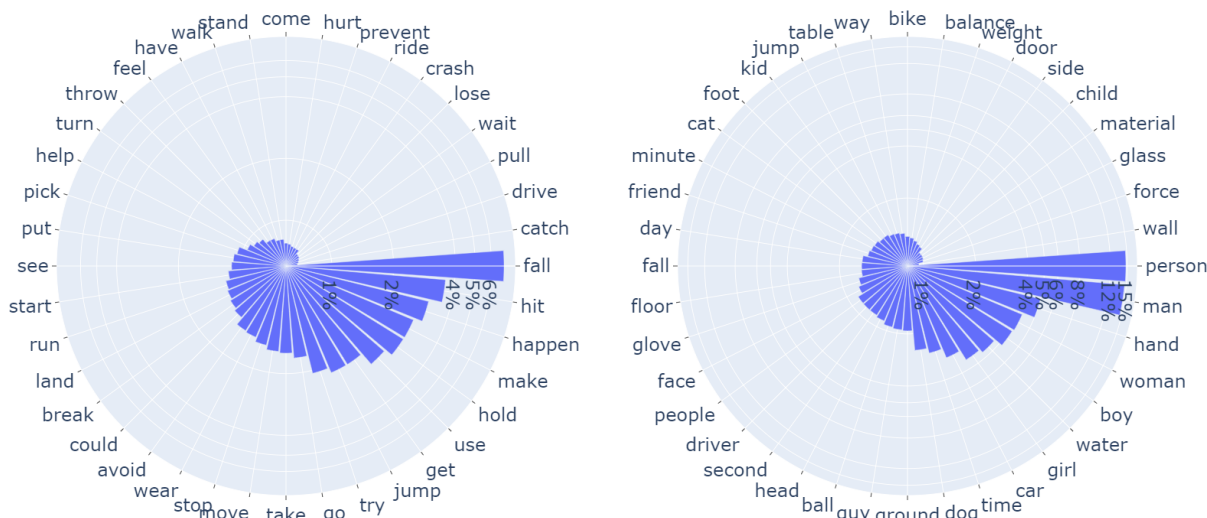 come
hurt
prevent
ride
crash
lose
wait
pull
drive
catch
fall
hit
happen
make
hold
use
get
jump
try
go
take
move
stop
wear
avoid
could
break
land
run
start
see
put
pick
help
turn
throw
feel
have
walk
stand
1%
2%
4%
5%
6%
bike
balance
weight
door
side
child
material
glass
force
wall
person
man
hand
woman
boy
water
girl
car
time
dog
ground
guy
ball
head
second
driver
people
face
glove
floor
fall
day
friend
minute
cat
foot
kid
jump
table
way
1%
2%
4%
5%
6%
8%
12%
15%